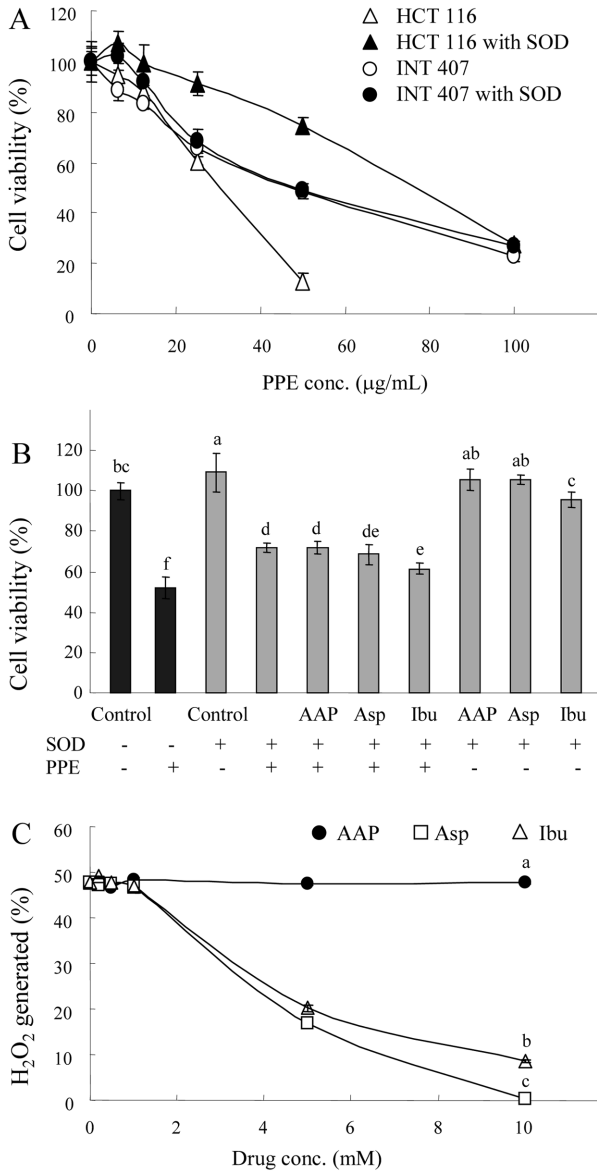 A
HCT 116
HCT 116 with SOD
INT 407
INT 407 with SOD
120
100
80
60
40
20
0
Cell viability (%)
0 20 40 60 80 100
PPE conc. (μg/mL)
B
120
100
80
60
40
20
0
Cell viability (%)
bc f a d d de e ab ab c
Control Control AAP Asp Ibu AAP Asp Ibu
SOD - - + + + + + + + +
PPE - + - + + + + - - -
C
AAP Asp Ibu
60
50
40
30
20
10
0
H₂O₂ generated (%)
a
b
c
0 2 4 6 8 10
Drug conc. (mM)